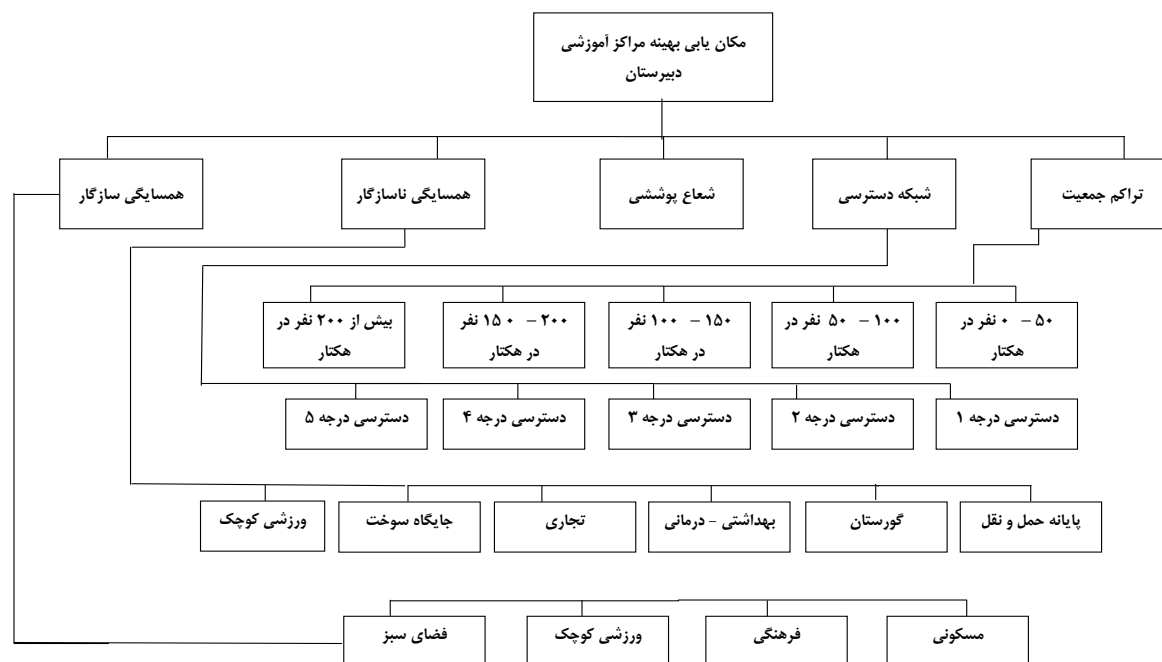 مکان یابی بهینه مراکز آموزشی
دبیرستان
تراکم جمعیت
شبکه دسترسی
شعاع پوششی
همسایگی ناسازگار
همسایگی سازگار
۵۰ – ۰ نفر در
هکتار
۱۰۰ – ۵۰ نفر در
هکتار
۱۵۰ – ۱۰۰ نفر
در هکتار
۲۰۰ – ۱۵۰ نفر
در هکتار
بیش از ۲۰۰ نفر در
هکتار
دسترسی درجه ۱
دسترسی درجه ۲
دسترسی درجه ۳
دسترسی درجه ۴
دسترسی درجه ۵
پایانه حمل و نقل
گورستان
بهداشتی - درمانی
تجاری
جایگاه سوخت
ورزشی کوچک
مسکونی
فرهنگی
ورزشی کوچک
فضای سبز